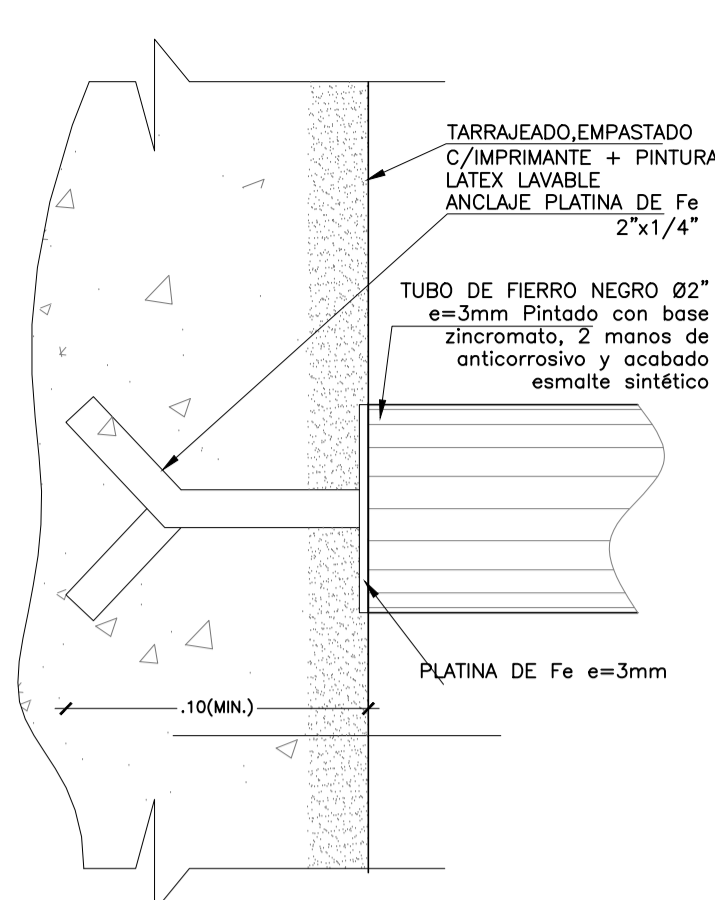 TARRAJEADO,EMPASTADO
C/IMPRIMANTE + PINTURA
LATEX LAVABLE
ANCLAJE PLATINA DE Fe
2"x1/4"
TUBO DE FIERRO NEGRO Ø2"
e=3mm Pintado con base
zincromato, 2 manos de
anticorrosivo y acabado
esmalte sintético
PLATINA DE Fe e=3mm
.10(MIN.)